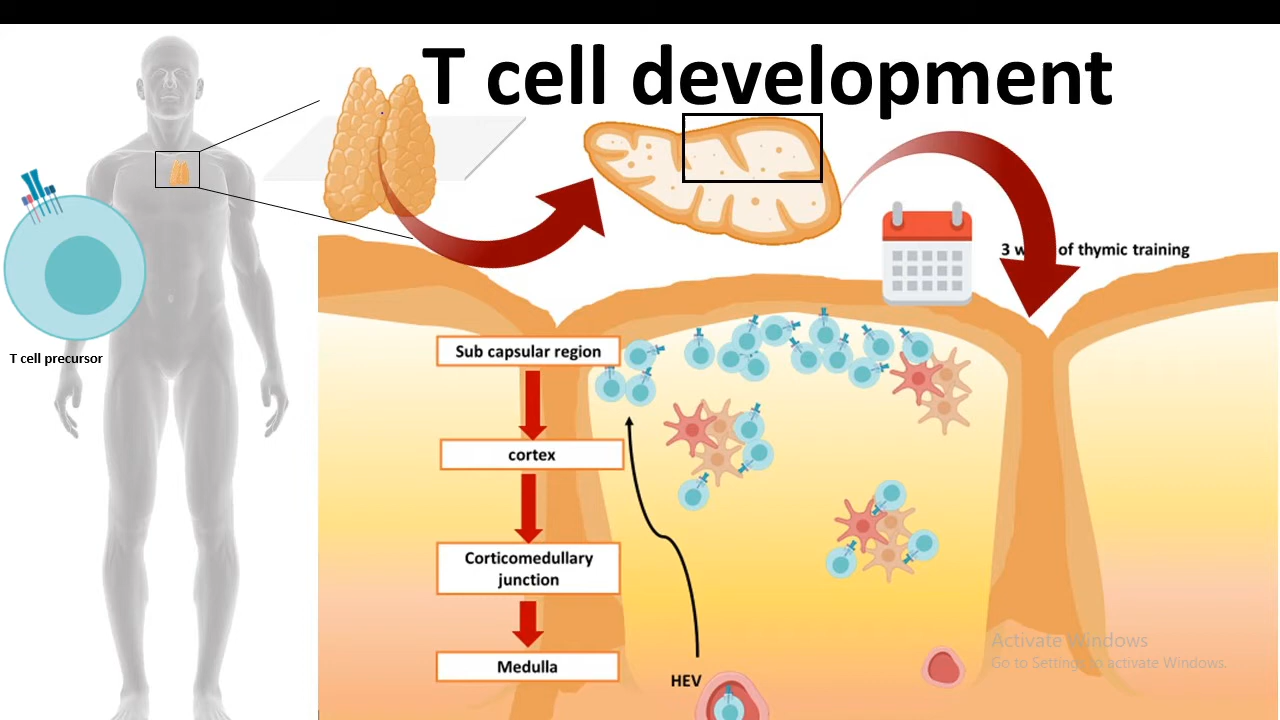 T cell development
3 w of thymic training
T cell precursor
Sub capsular region
cortex
Corticomedullary
junction
Medulla
HEV
Activate Windows
Go to Settings to activate Windows.